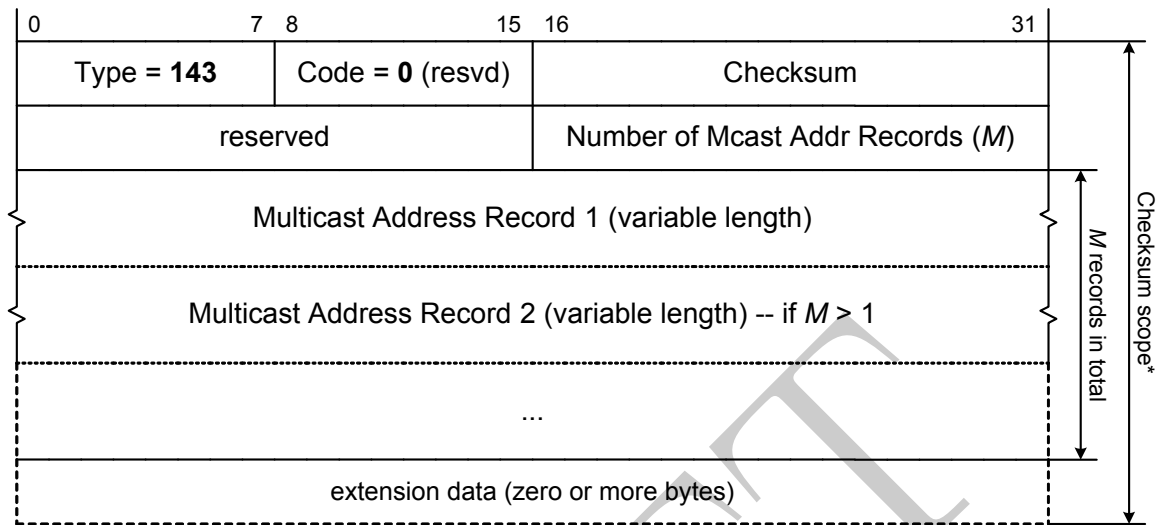 0 7 8 15 16 31
Type = 143 Code = 0 (resvd) Checksum
reserved Number of Mcast Addr Records (M)
Multicast Address Record 1 (variable length)
Multicast Address Record 2 (variable length) -- if M > 1
...
extension data (zero or more bytes)
M records in total
Checksum scope*